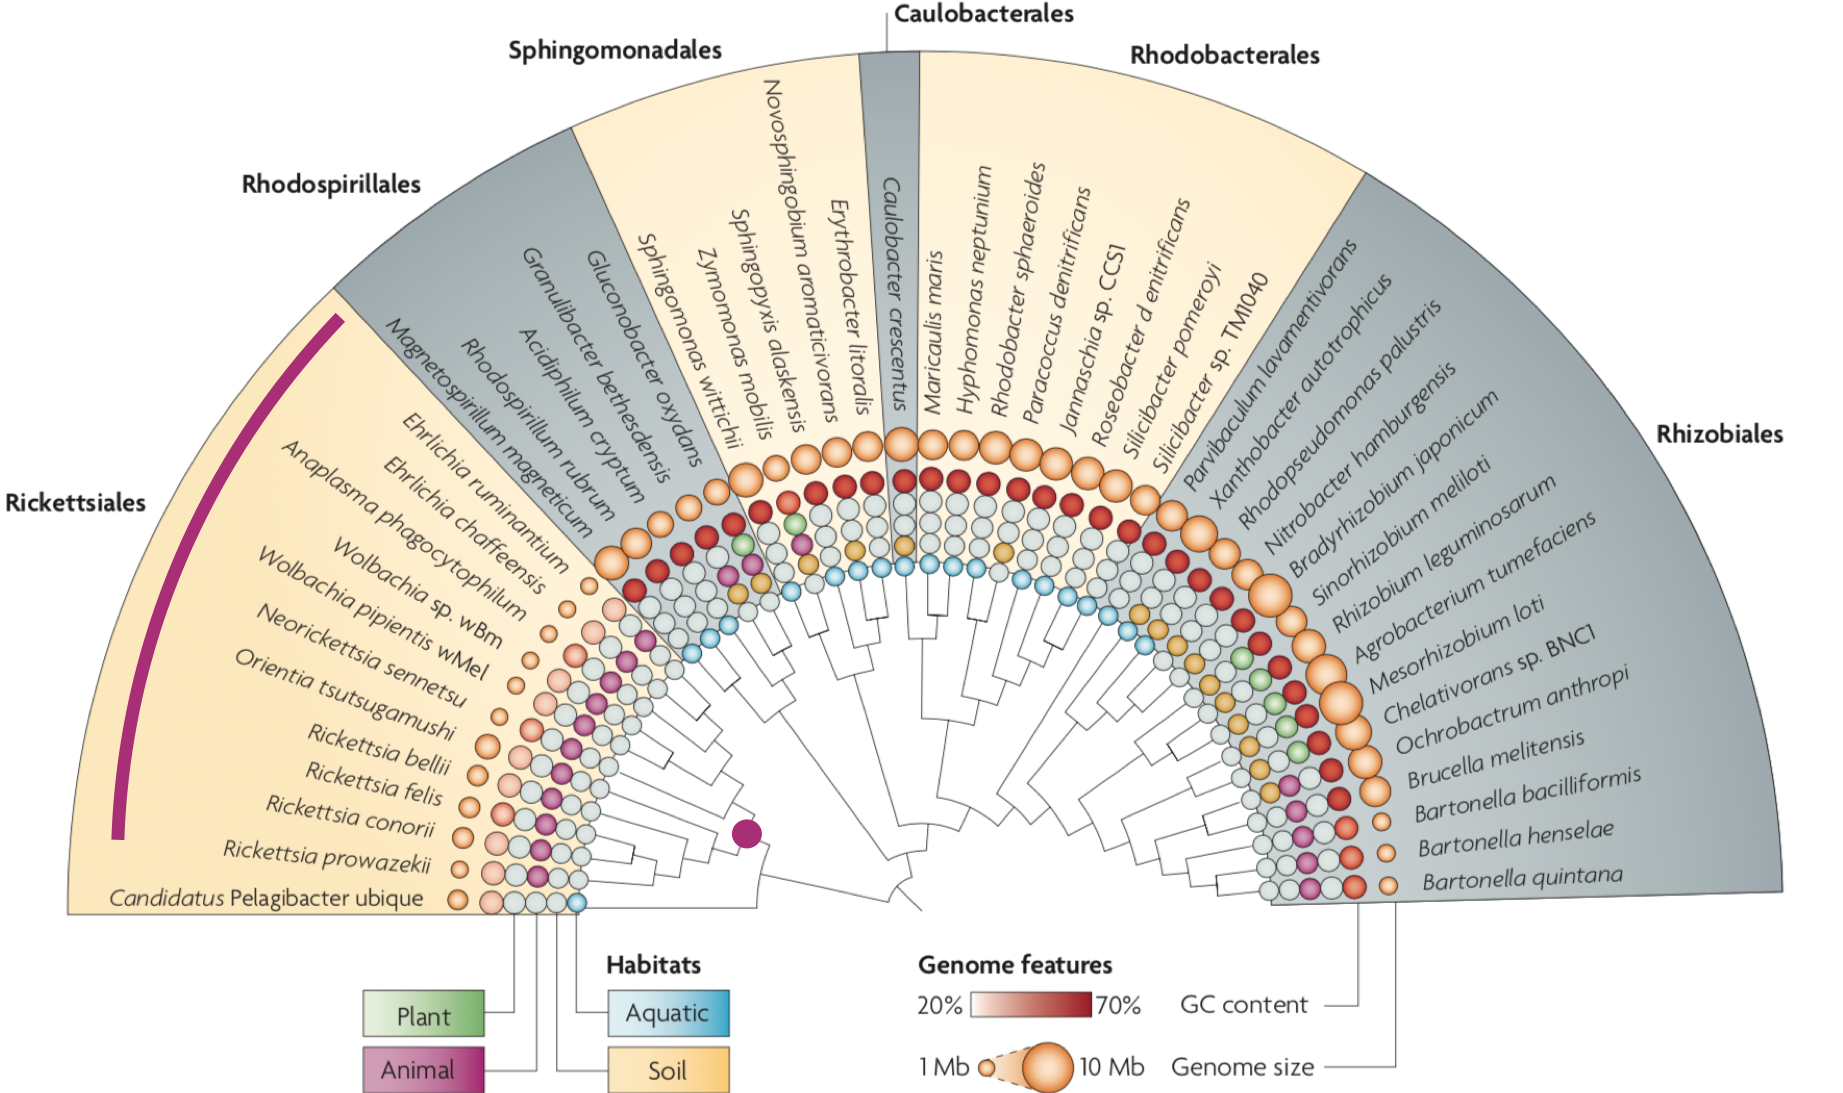 Caulobacterales
Sphingomonadales
Rhodobacterales
Rhodospirillales
Rickettsiales
Rhizobiales
Candidatus Pelagibacter ubique
Rickettsia prowazekii
Rickettsia conorii
Rickettsia felis
Rickettsia bellii
Orientia tsutsugamushi
Neorickettsia sennetsu
Wolbachia pipientis wMel
Wolbachia sp. wBm
Anaplasma phagocytophilum
Ehrlichia chaffeensis
Ehrlichia ruminantium
Magnetospirillum magneticum
Rhodospirillum rubrum
Acidiphilum cryptum
Granulibacter bethesdensis
Gluconobacter oxydans
Sphingomonas wittichii
Zymomonas mobilis
Sphingopyxis alaskensis
Novosphingobium aromaticivorans
Erythrobacter litoralis
Caulobacter crescentus
Maricaulis maris
Hyphomonas neptunium
Rhodobacter sphaeroides
Paracoccus denitrificans
Jannaschia sp. CCS1
Roseobacter d enitrificans
Silicibacter pomeroyi
Silicibacter sp. TM1040
Parvibaculum lavamentivorans
Xanthobacter autotrophicus
Rhodopseudomonas palustris
Nitrobacter hamburgensis
Bradyrhizobium japonicum
Sinorhizobium meliloti
Rhizobium leguminosarum
Agrobacterium tumefaciens
Mesorhizobium loti
Chelativorans sp. BNC1
Ochrobactrum anthropi
Brucella melitensis
Bartonella bacilliformis
Bartonella henselae
Bartonella quintana
Habitats
Plant
Aquatic
Animal
Soil
Genome features
20% 70% GC content
1 Mb 10 Mb Genome size